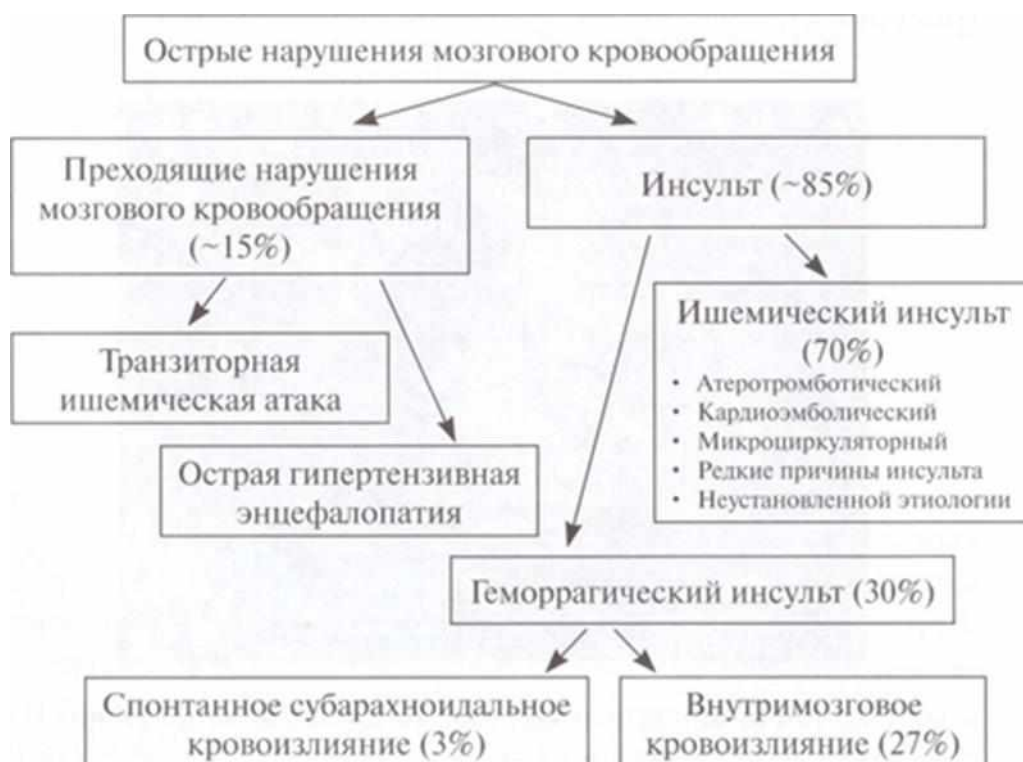 Острые нарушения мозгового кровообращения
Преходящие нарушения
мозгового кровообращения
(~15%)
Инсульт (~85%)
Транзиторная
ишемическая атака
Острая гипертензивная
энцефалопатия
Ишемический инсульт
(70%)
• Атеротромботический
• Кардиоэмболический
• Микроциркуляторный
• Редкие причины инсульта
• Неустановленной этиологии
Геморрагический инсульт (30%)
Спонтанное субарахноидальное
кровоизлияние (3%)
Внутримозговое
кровоизлияние (27%)